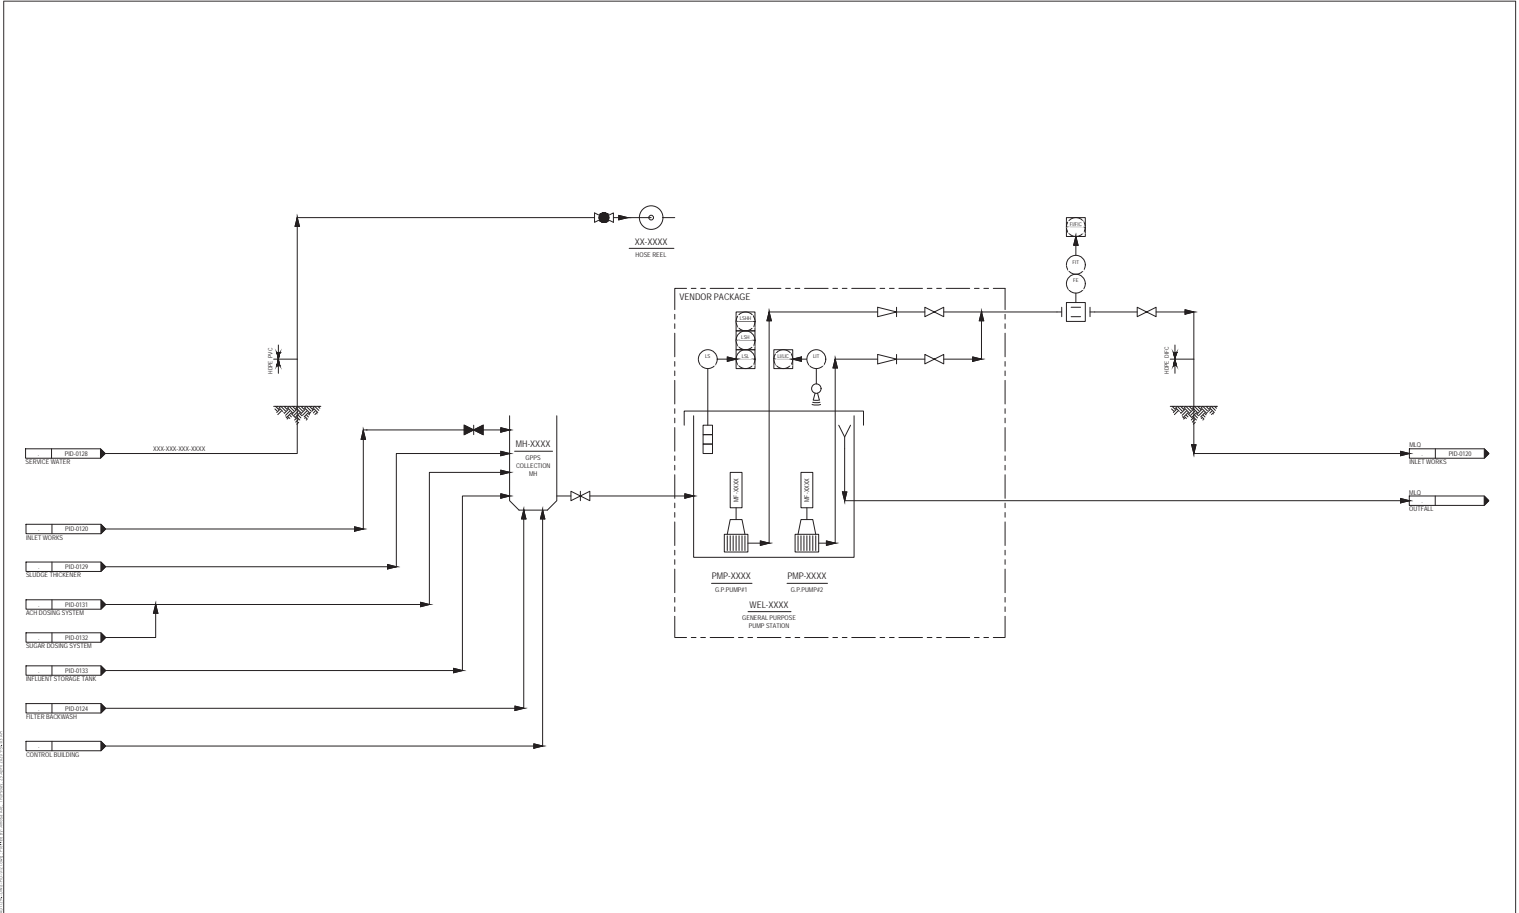 XX-XXXX
HOSE REEL
FIT
FE
VENDOR PACKAGE
LSHH
LSH
LS
LSL
LIT
HDPE PVC
MH-XXXX
GPPS
COLLECTION
MH
PID-0128
SERVICE WATER
XXX-XXX-XXX-XXXX
MLQ
PID-0120
INLET WORKS
MF-XXXX
MF-XXXX
MLQ
OUTFALL
PID-0120
INLET WORKS
PID-0129
SLUDGE THICKENER
PMP-XXXX
G.P.PUMP#1
PMP-XXXX
G.P.PUMP#2
WEL-XXXX
GENERAL PURPOSE
PUMP STATION
PID-0131
ACH DOSING SYSTEM
PID-0132
SUGAR DOSING SYSTEM
PID-0133
INFLUENT STORAGE TANK
PID-0124
FILTER BACKWASH
CONTROL BUILDING